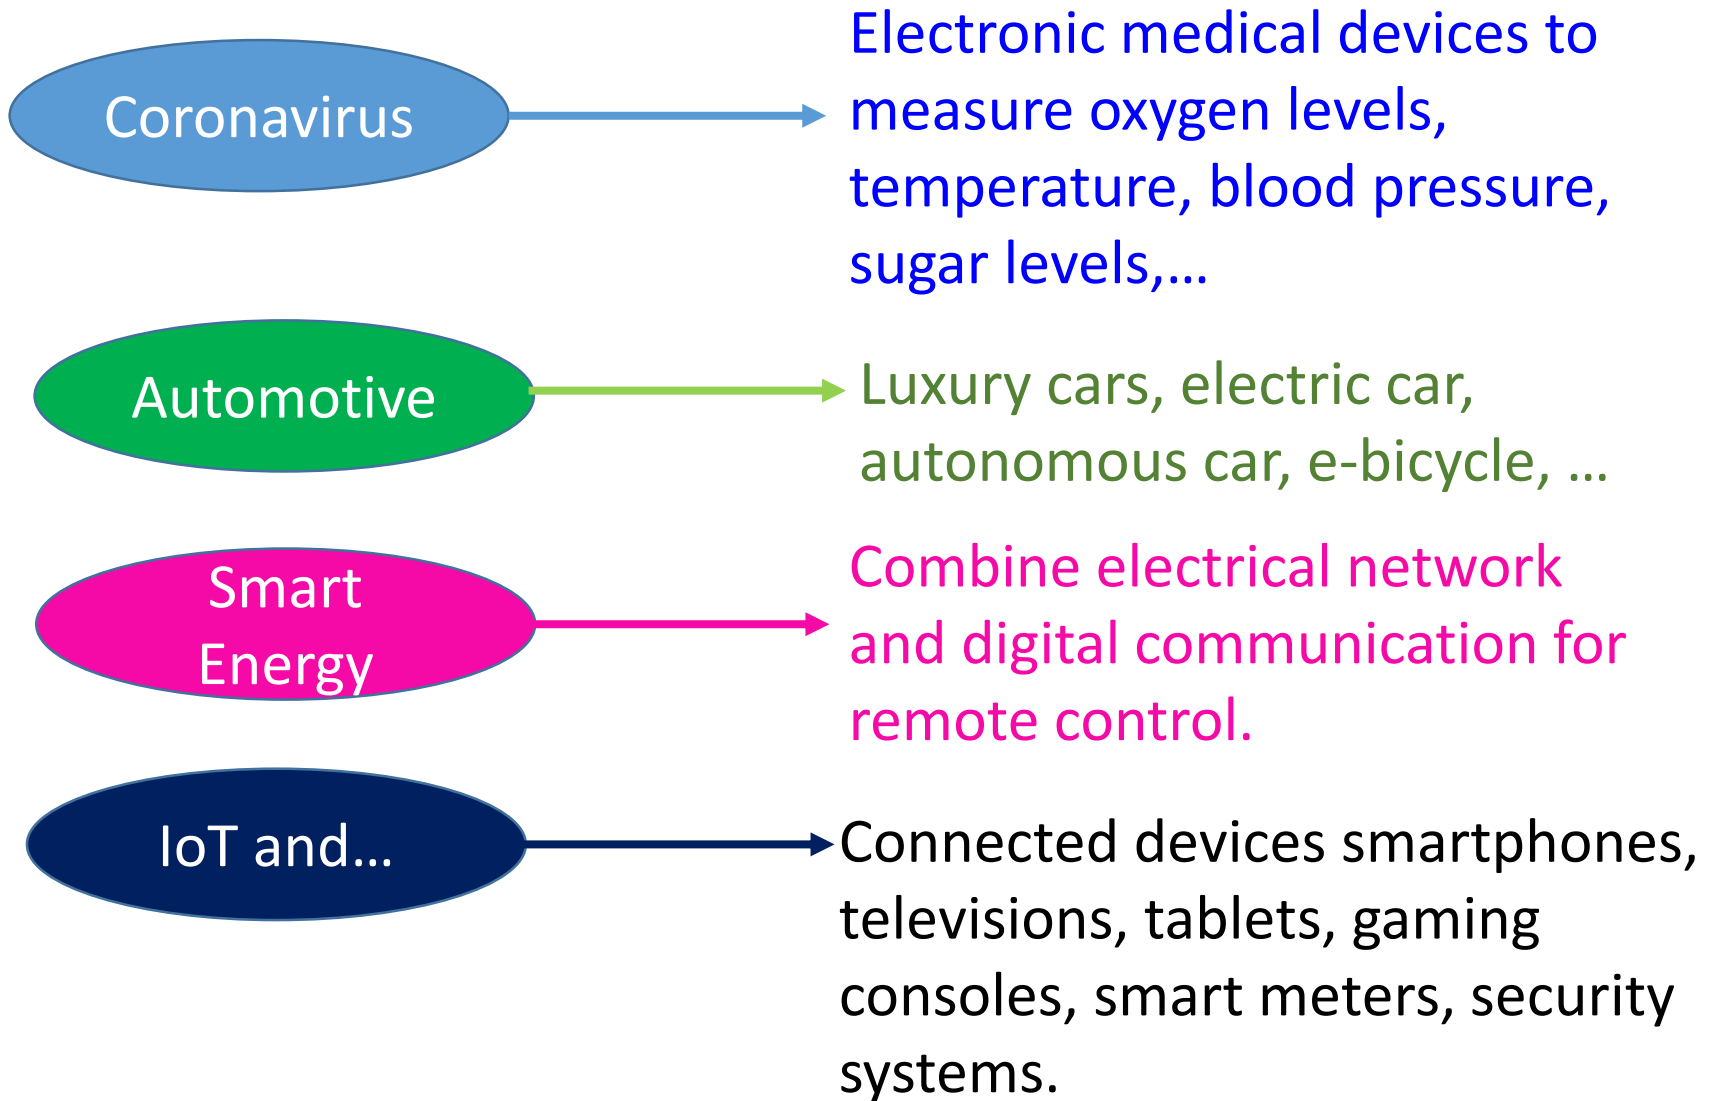 Coronavirus
Electronic medical devices to
measure oxygen levels,
temperature, blood pressure,
sugar levels,...
Automotive
Luxury cars, electric car,
autonomous car, e-bicycle, ...
Smart
Energy
Combine electrical network
and digital communication for
remote control.
IoT and...
Connected devices smartphones,
televisions, tablets, gaming
consoles, smart meters, security
systems.